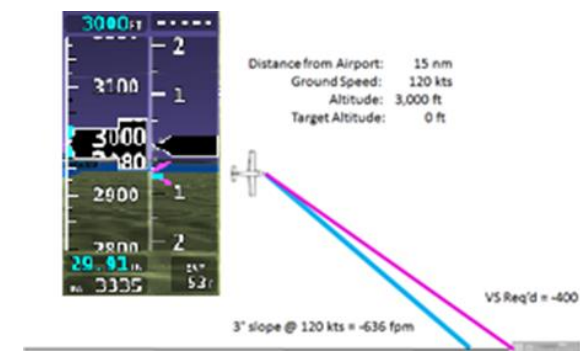 3000FT -----
2
3100
1
3000
80
2900
1
2800
2
29.91IN
3335
53F
Distance from Airport: 15 nm
Ground Speed: 120 kts
Altitude: 3,000 ft
Target Altitude: 0 ft
VS Req'd = -400
3° slope @ 120 kts = -636 fpm